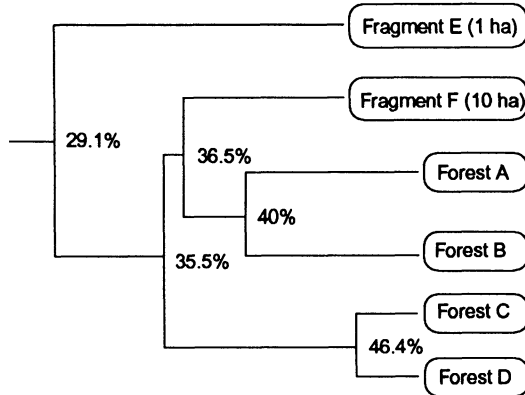 Fragment E (1 ha)
Fragment F (10 ha)
29.1%
36.5%
Forest A
40%
Forest B
35.5%
Forest C
46.4%
Forest D